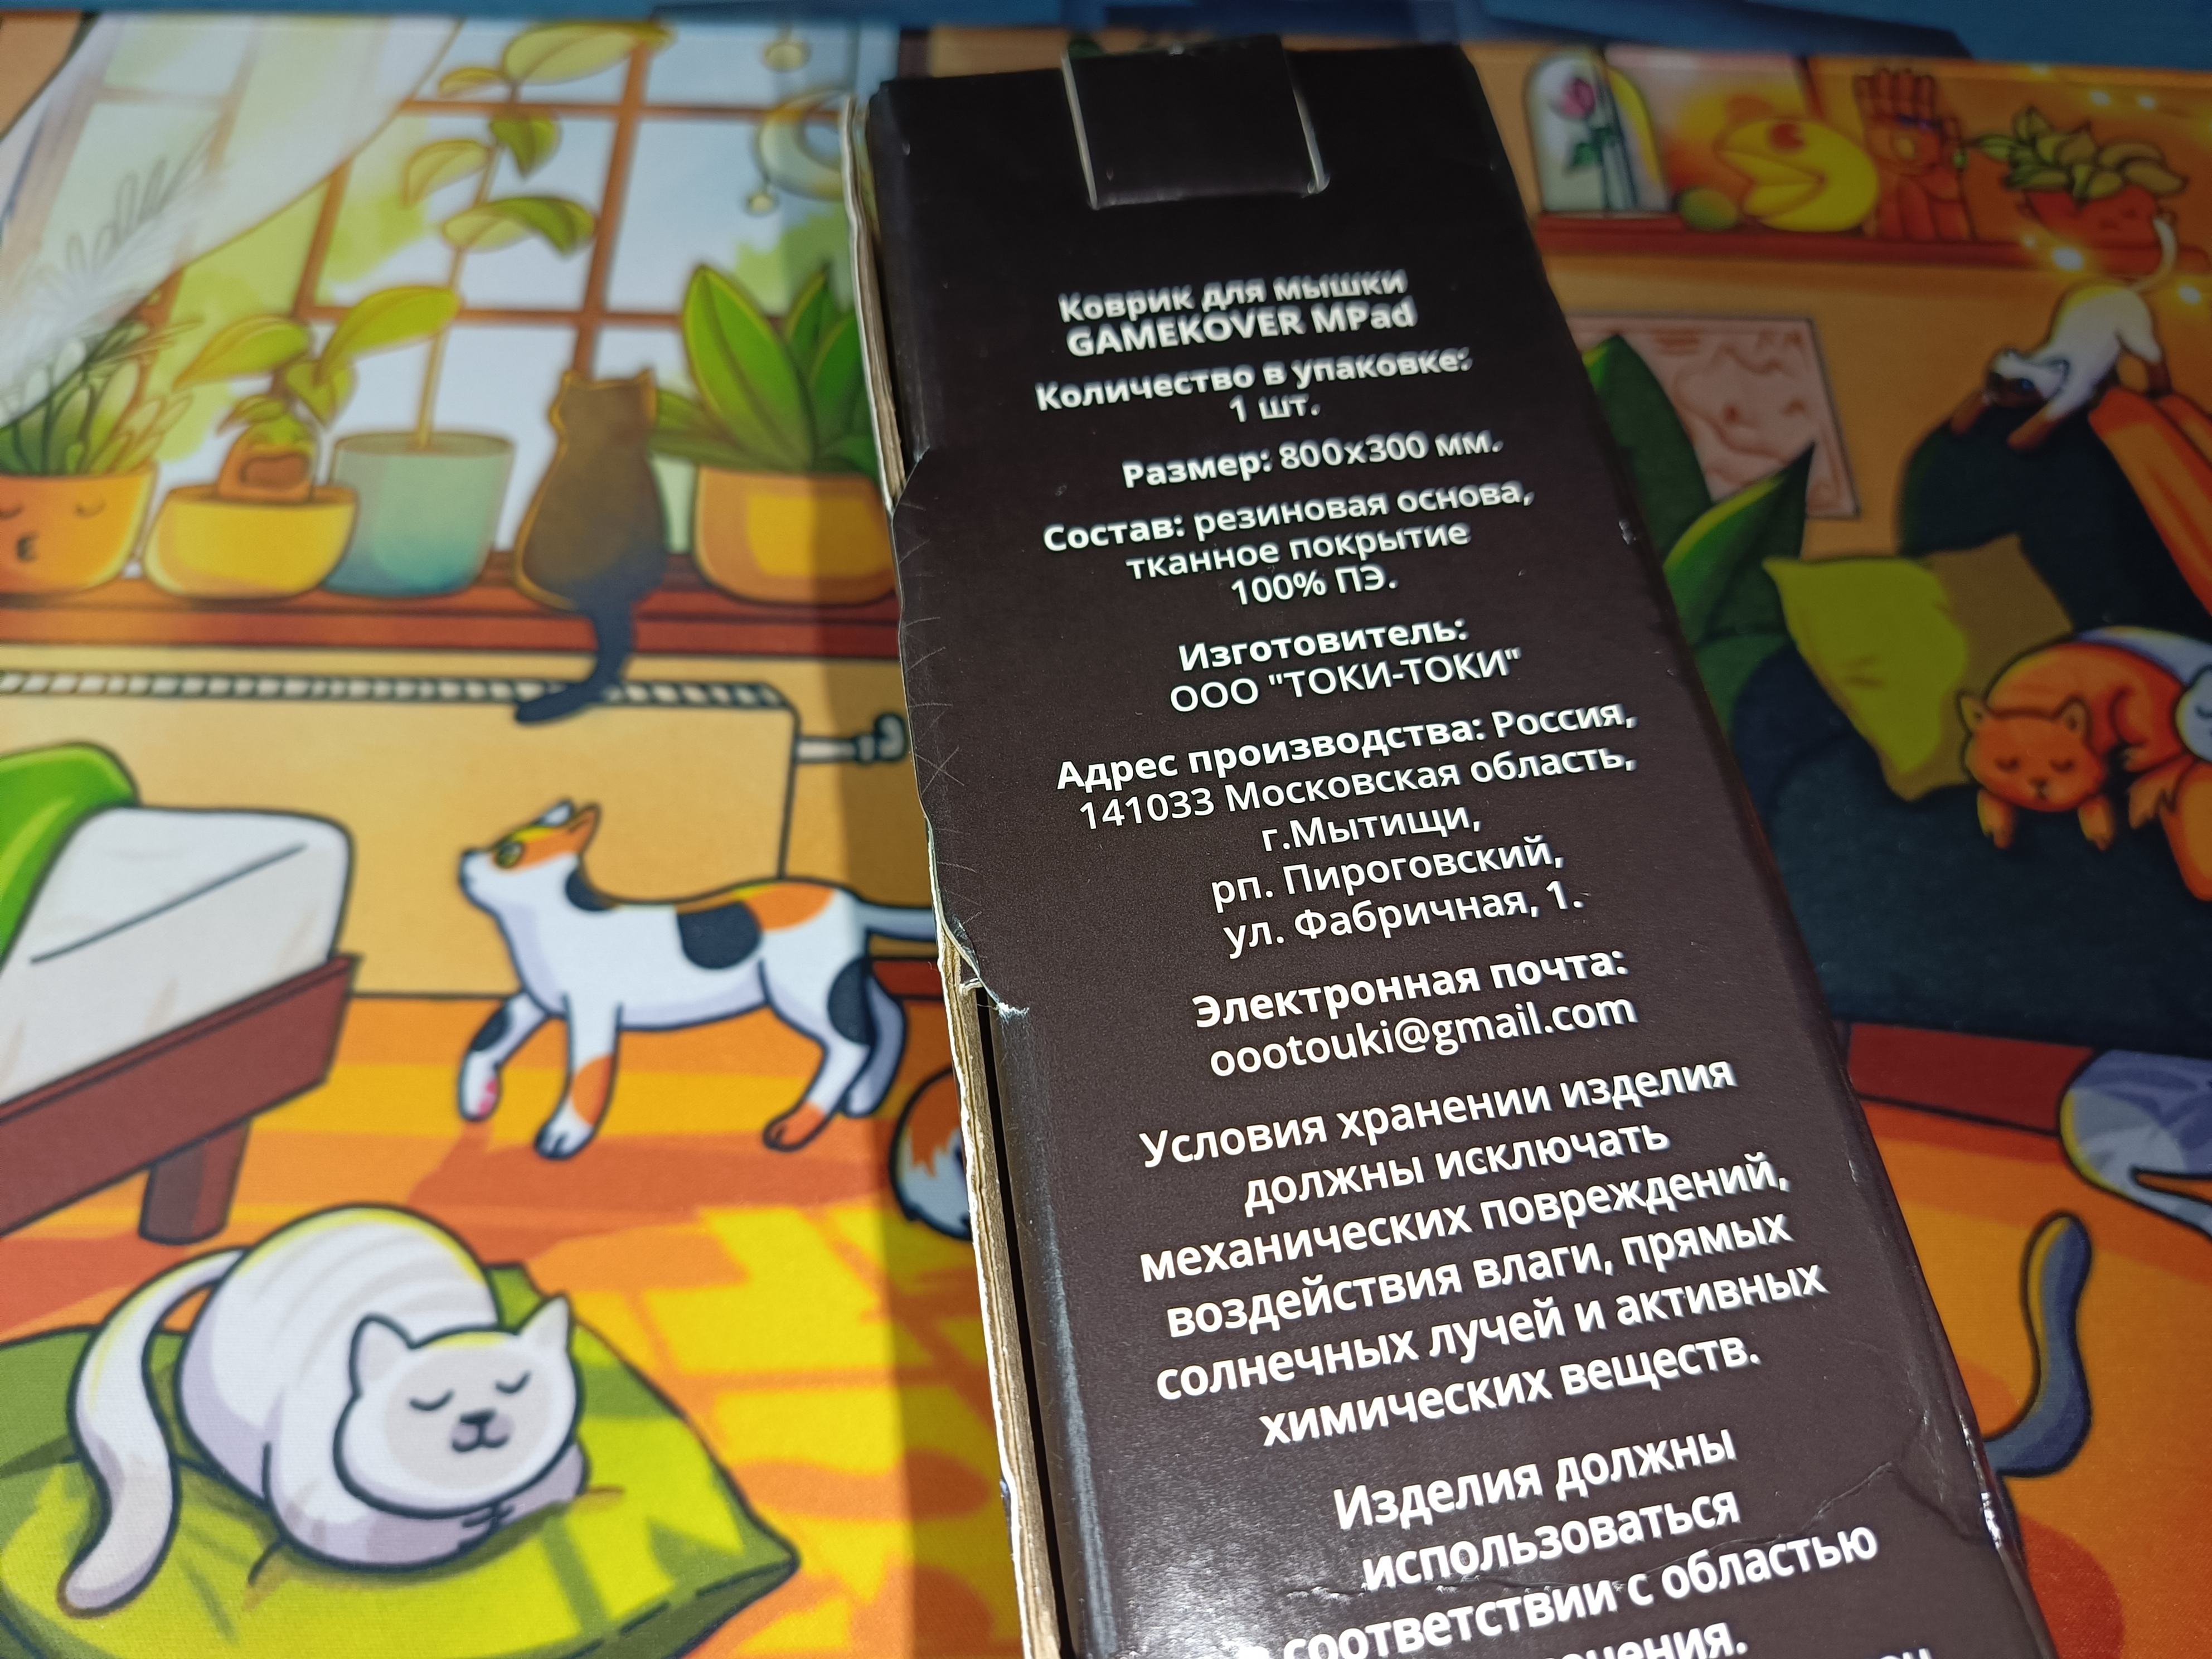 Коврик для мышки
GAMEKOVER MPad
Количество в упаковке:
1 шт.
Размер: 800х300 мм.
Состав: резиновая основа,
тканное покрытие
100% ПЭ.
Изготовитель:
ООО "ТОКИ-ТОКИ"
Адрес производства: Россия,
141033 Московская область,
г.Мытищи,
рп. Пироговский,
ул. Фабричная, 1.
Электронная почта:
oootouki@gmail.com
Условия хранении изделия
должны исключать
механических повреждений,
воздействия влаги, прямых
солнечных лучей и активных
химических веществ.
Изделия должны
использоваться
соответствии с областью